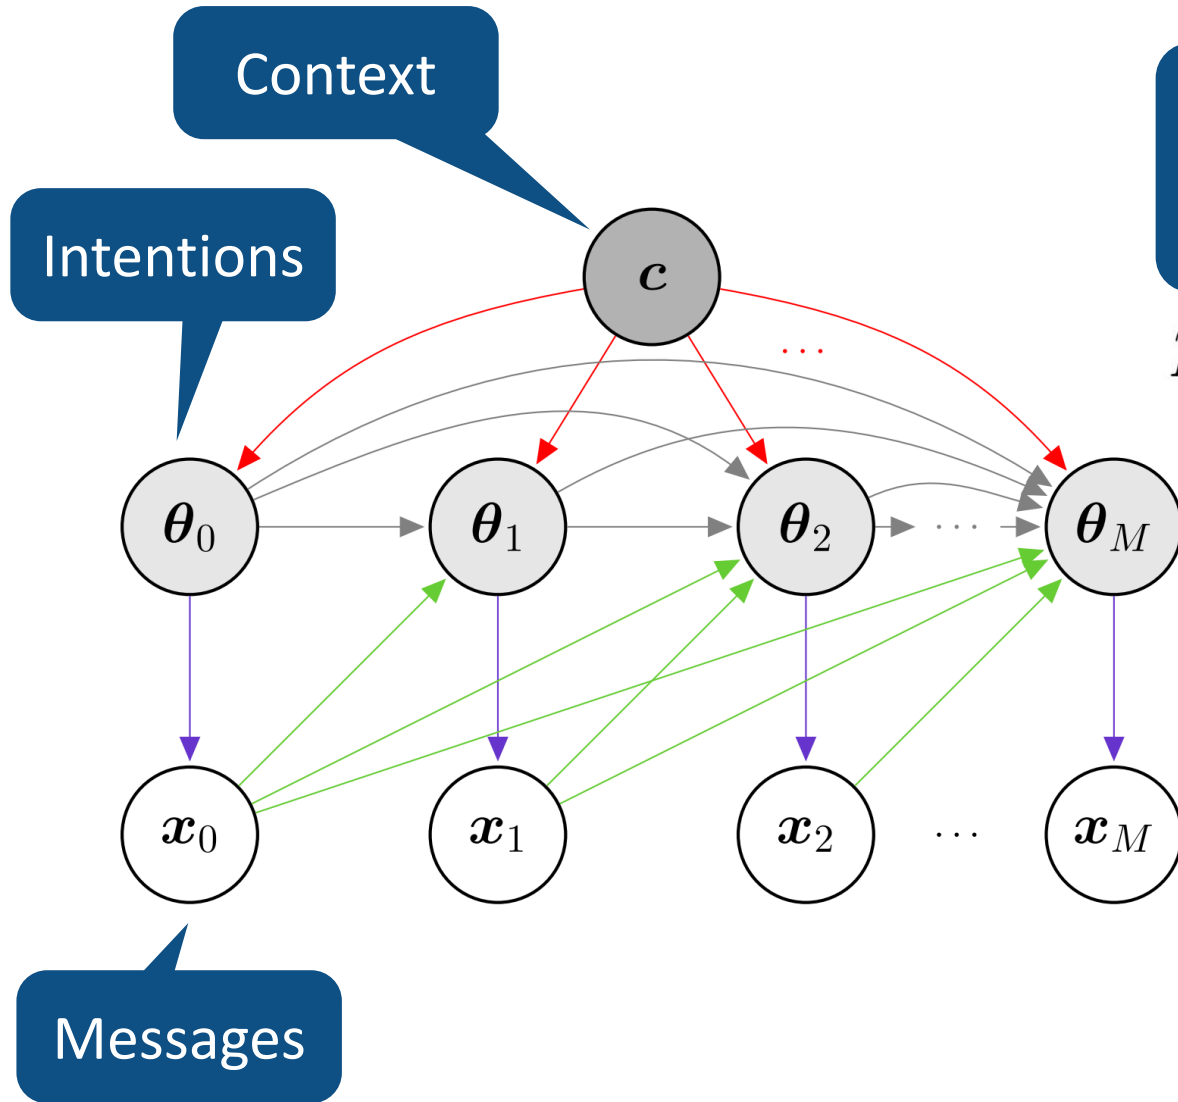 Context
Intentions
c
...
θ0 θ1 θ2 ... θM
x0 x1 x2 ... xM
Messages